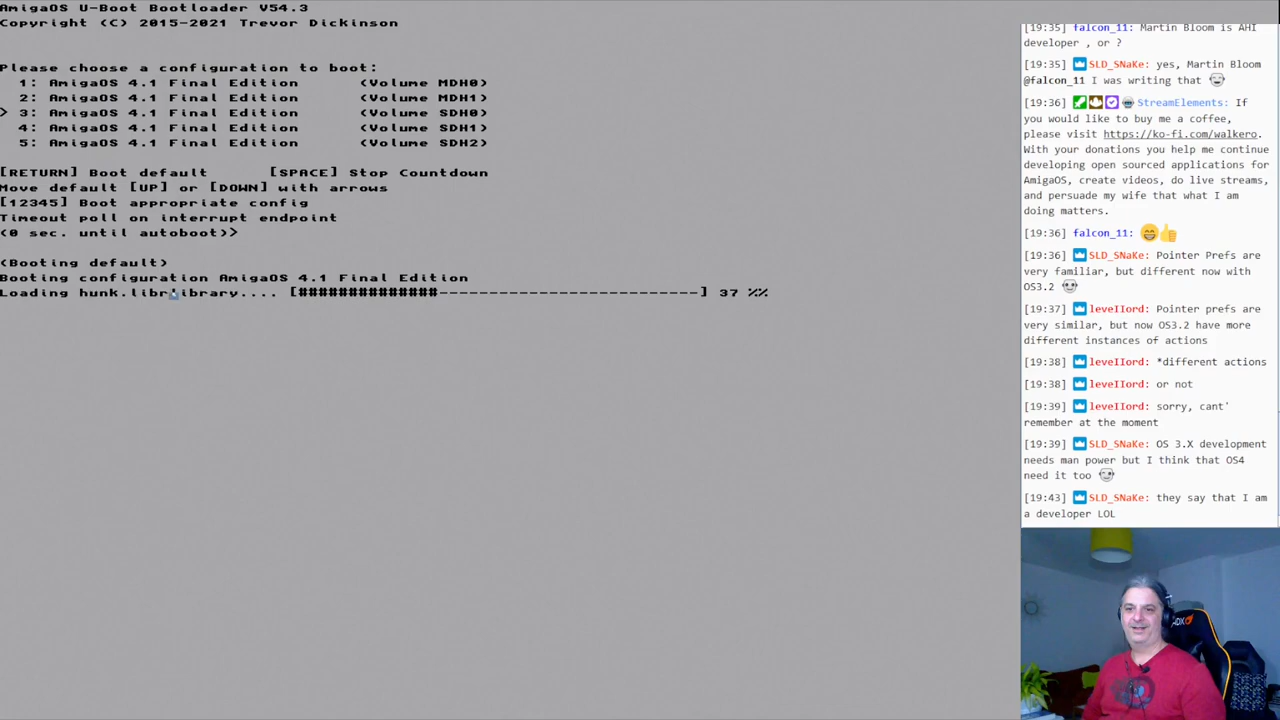 AmigaOS U-Boot Bootloader V54.3
Copyright (C) 2015-2021 Trevor Dickinson
Please choose a configuration to boot:
1: AmigaOS 4.1 Final Edition (Volume MDH0)
2: AmigaOS 4.1 Final Edition (Volume MDH1)
> 3: AmigaOS 4.1 Final Edition (Volume SDH0)
4: AmigaOS 4.1 Final Edition (Volume SDH1)
5: AmigaOS 4.1 Final Edition (Volume SDH2)
[RETURN] Boot default [SPACE] Stop Countdown
Move default [UP] or [DOWN] with arrows
[12345] Boot appropriate config
Timeout poll on interrupt endpoint
(0 sec. until autoboot)>
(Booting default)
Booting configuration AmigaOS 4.1 Final Edition
Loading hunk.librlibrary.... [##############--------------------------] 37 %%
[19:35] falcon_11: Martin Bloom is AHI
developer , or ?
[19:35] SLD_SNaKe: yes, Martin Bloom
@falcon_11 I was writing that
[19:36] StreamElements: If
you would like to buy me a coffee,
please visit https://ko-fi.com/walkero.
With your donations you help me continue
developing open sourced applications for
AmigaOS, create videos, do live streams,
and persuade my wife that what I am
doing matters.
[19:36] falcon_11: 😁👍
[19:36] SLD_SNaKe: Pointer Prefs are
very familiar, but different now with
OS3.2
[19:37] leveIIord: Pointer prefs are
very similar, but now OS3.2 have more
different instances of actions
[19:38] leveIIord: *different actions
[19:38] leveIIord: or not
[19:39] leveIIord: sorry, cant'
remember at the moment
[19:39] SLD_SNaKe: OS 3.X development
needs man power but I think that OS4
need it too
[19:43] SLD_SNaKe: they say that I am
a developer LOL